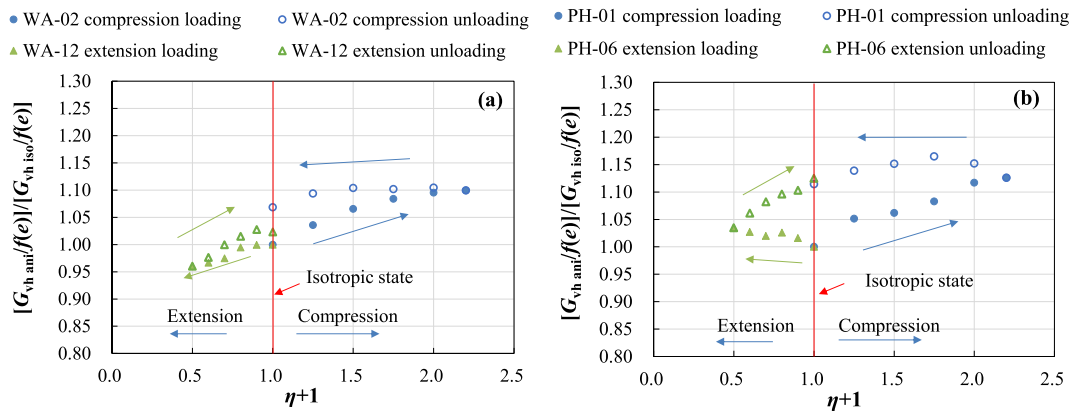 WA-02 compression loading WA-02 compression unloading
WA-12 extension loading WA-12 extension unloading
[Gvh ani/f(e)]/[Gvh iso/f(e)]
1.30
1.25
1.20
1.15
1.10
1.05
1.00
0.95
0.90
0.85
0.80
(a)
Isotropic state
Extension Compression
0.0 0.5 1.0 1.5 2.0 2.5
η+1
PH-01 compression loading PH-01 compression unloading
PH-06 extension loading PH-06 extension unloading
[Gvh ani/f(e)]/[Gvh iso/f(e)]
1.30
1.25
1.20
1.15
1.10
1.05
1.00
0.95
0.90
0.85
0.80
(b)
Isotropic state
Extension Compression
0.0 0.5 1.0 1.5 2.0 2.5
η+1